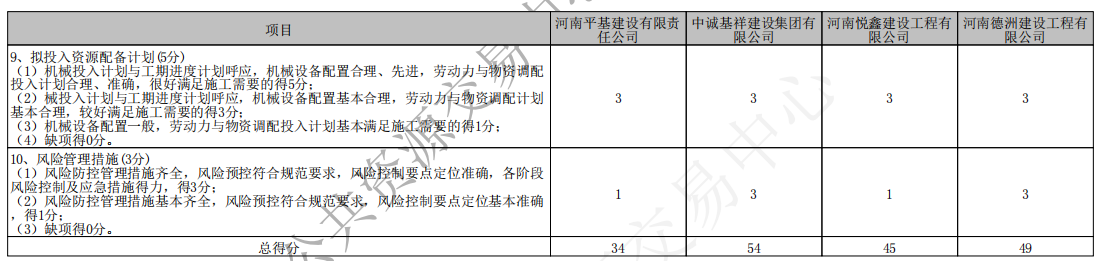 项目
河南平基建设有限责
任公司
中诚基祥建设集团有
限公司
河南悦鑫建设工程有
限公司
河南德洲建设工程有
限公司
9、拟投入资源配备计划(5分)
（1）机械投入计划与工期进度计划呼应，机械设备配置合理、先进，劳动力与物资调配
投入计划合理、准确，很好满足施工需要的得5分；
（2）械投入计划与工期进度计划呼应，机械设备配置基本合理，劳动力与物资调配计划
基本合理，较好满足施工需要的得3分；
（3）机械设备配置一般，劳动力与物资调配投入计划基本满足施工需要的得1分；
（4）缺项得0分。
3
3
3
3
10、风险管理措施(3分)
（1）风险防控管理措施齐全，风险预控符合规范要求，风险控制要点定位准确，各阶段
风险控制及应急措施得力，得3分；
（2）风险防控管理措施基本齐全，风险预控符合规范要求，风险控制要点定位基本准确
，得1分；
（3）缺项得0分。
1
3
1
3
总得分
34
54
45
49
公共资源交易
交易中心